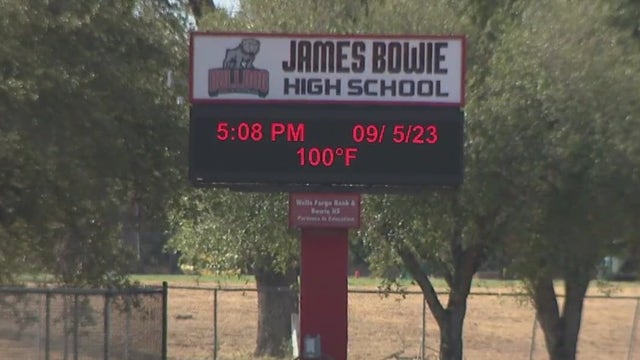 JAMES BOWIE
BULLDOG
HIGH SCHOOL
5:08 PM 09/ 5/23
100°F
Wells Fargo Bank &
Bowie HS
Partners in Education